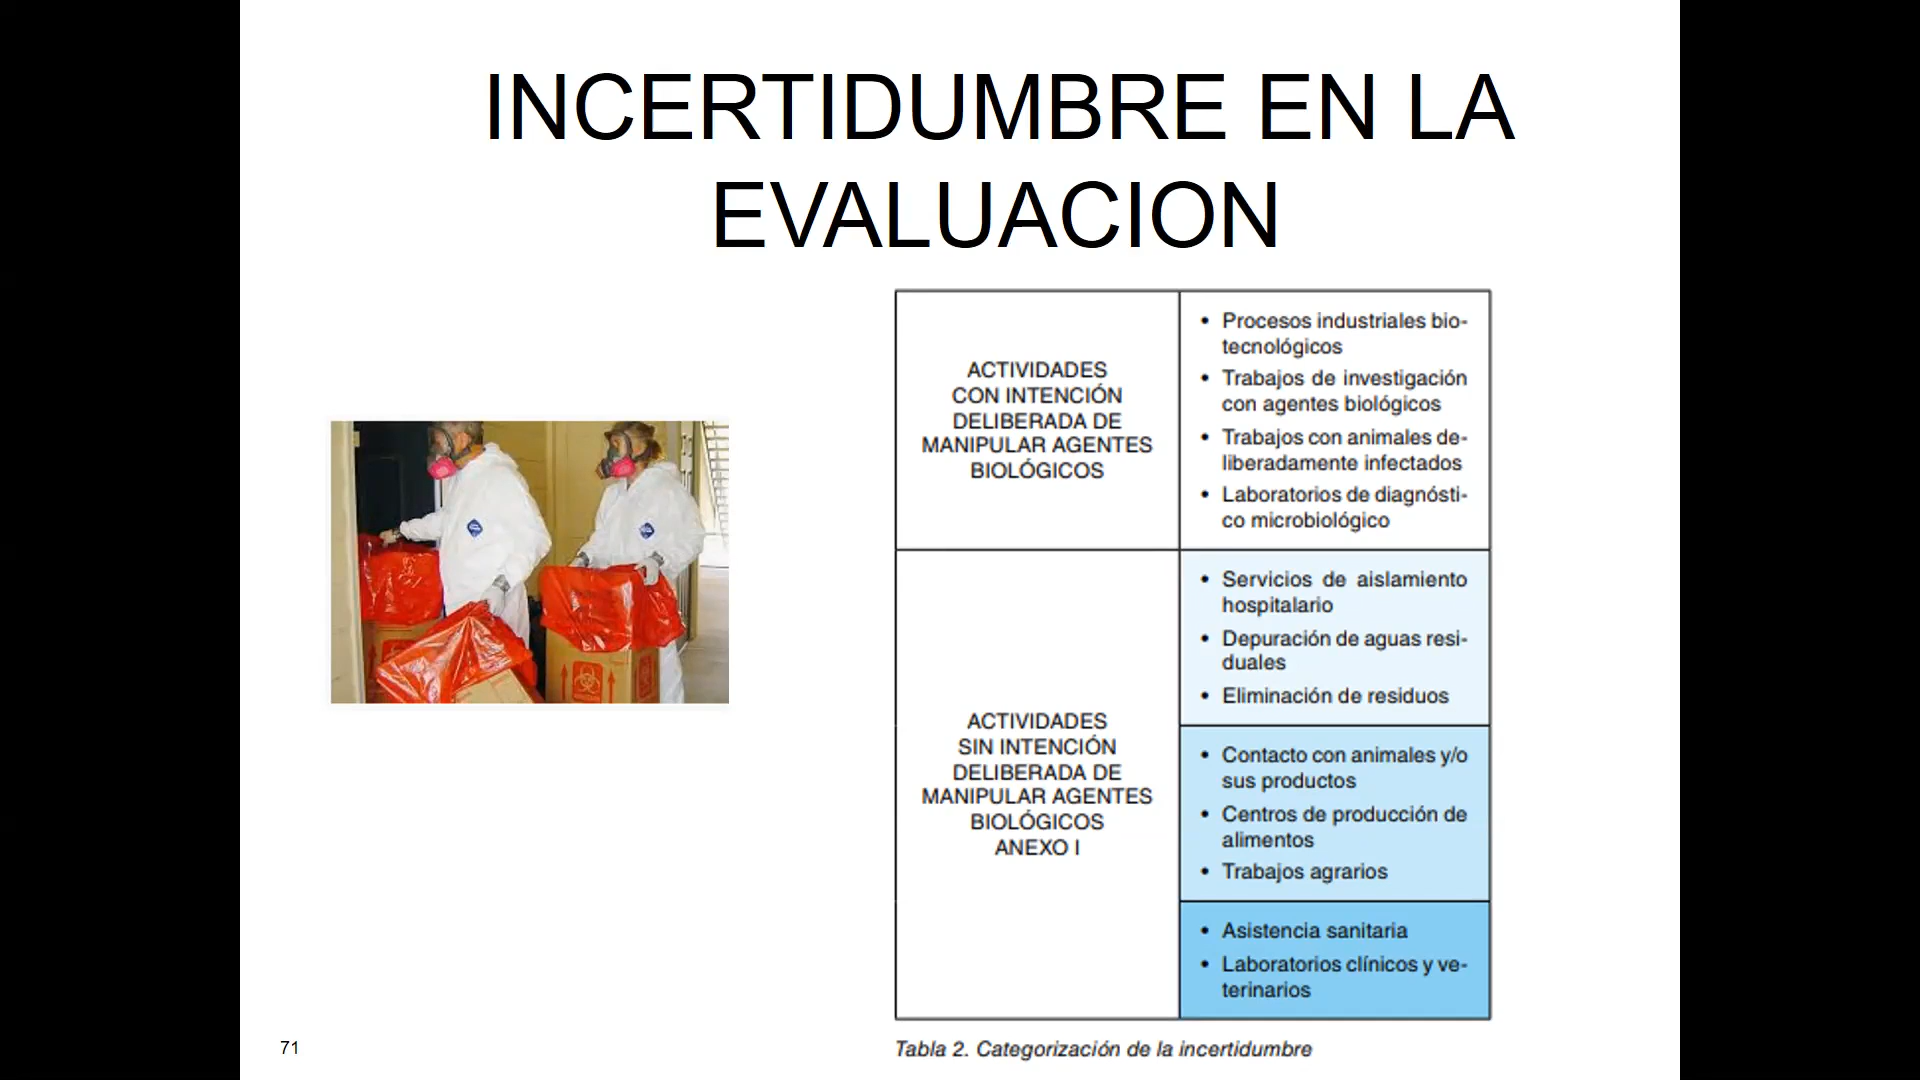 INCERTIDUMBRE EN LA
EVALUACION
ACTIVIDADES
CON INTENCIÓN
DELIBERADA DE
MANIPULAR AGENTES
BIOLÓGICOS
• Procesos industriales bio-
tecnológicos
• Trabajos de investigación
con agentes biológicos
• Trabajos con animales de-
liberadamente infectados
• Laboratorios de diagnósti-
co microbiológico
ACTIVIDADES
SIN INTENCIÓN
DELIBERADA DE
MANIPULAR AGENTES
BIOLÓGICOS
ANEXO I
• Servicios de aislamiento
hospitalario
• Depuración de aguas resi-
duales
• Eliminación de residuos
• Contacto con animales y/o
sus productos
• Centros de producción de
alimentos
• Trabajos agrarios
• Asistencia sanitaria
• Laboratorios clínicos y ve-
terinarios
Tabla 2. Categorización de la incertidumbre
71